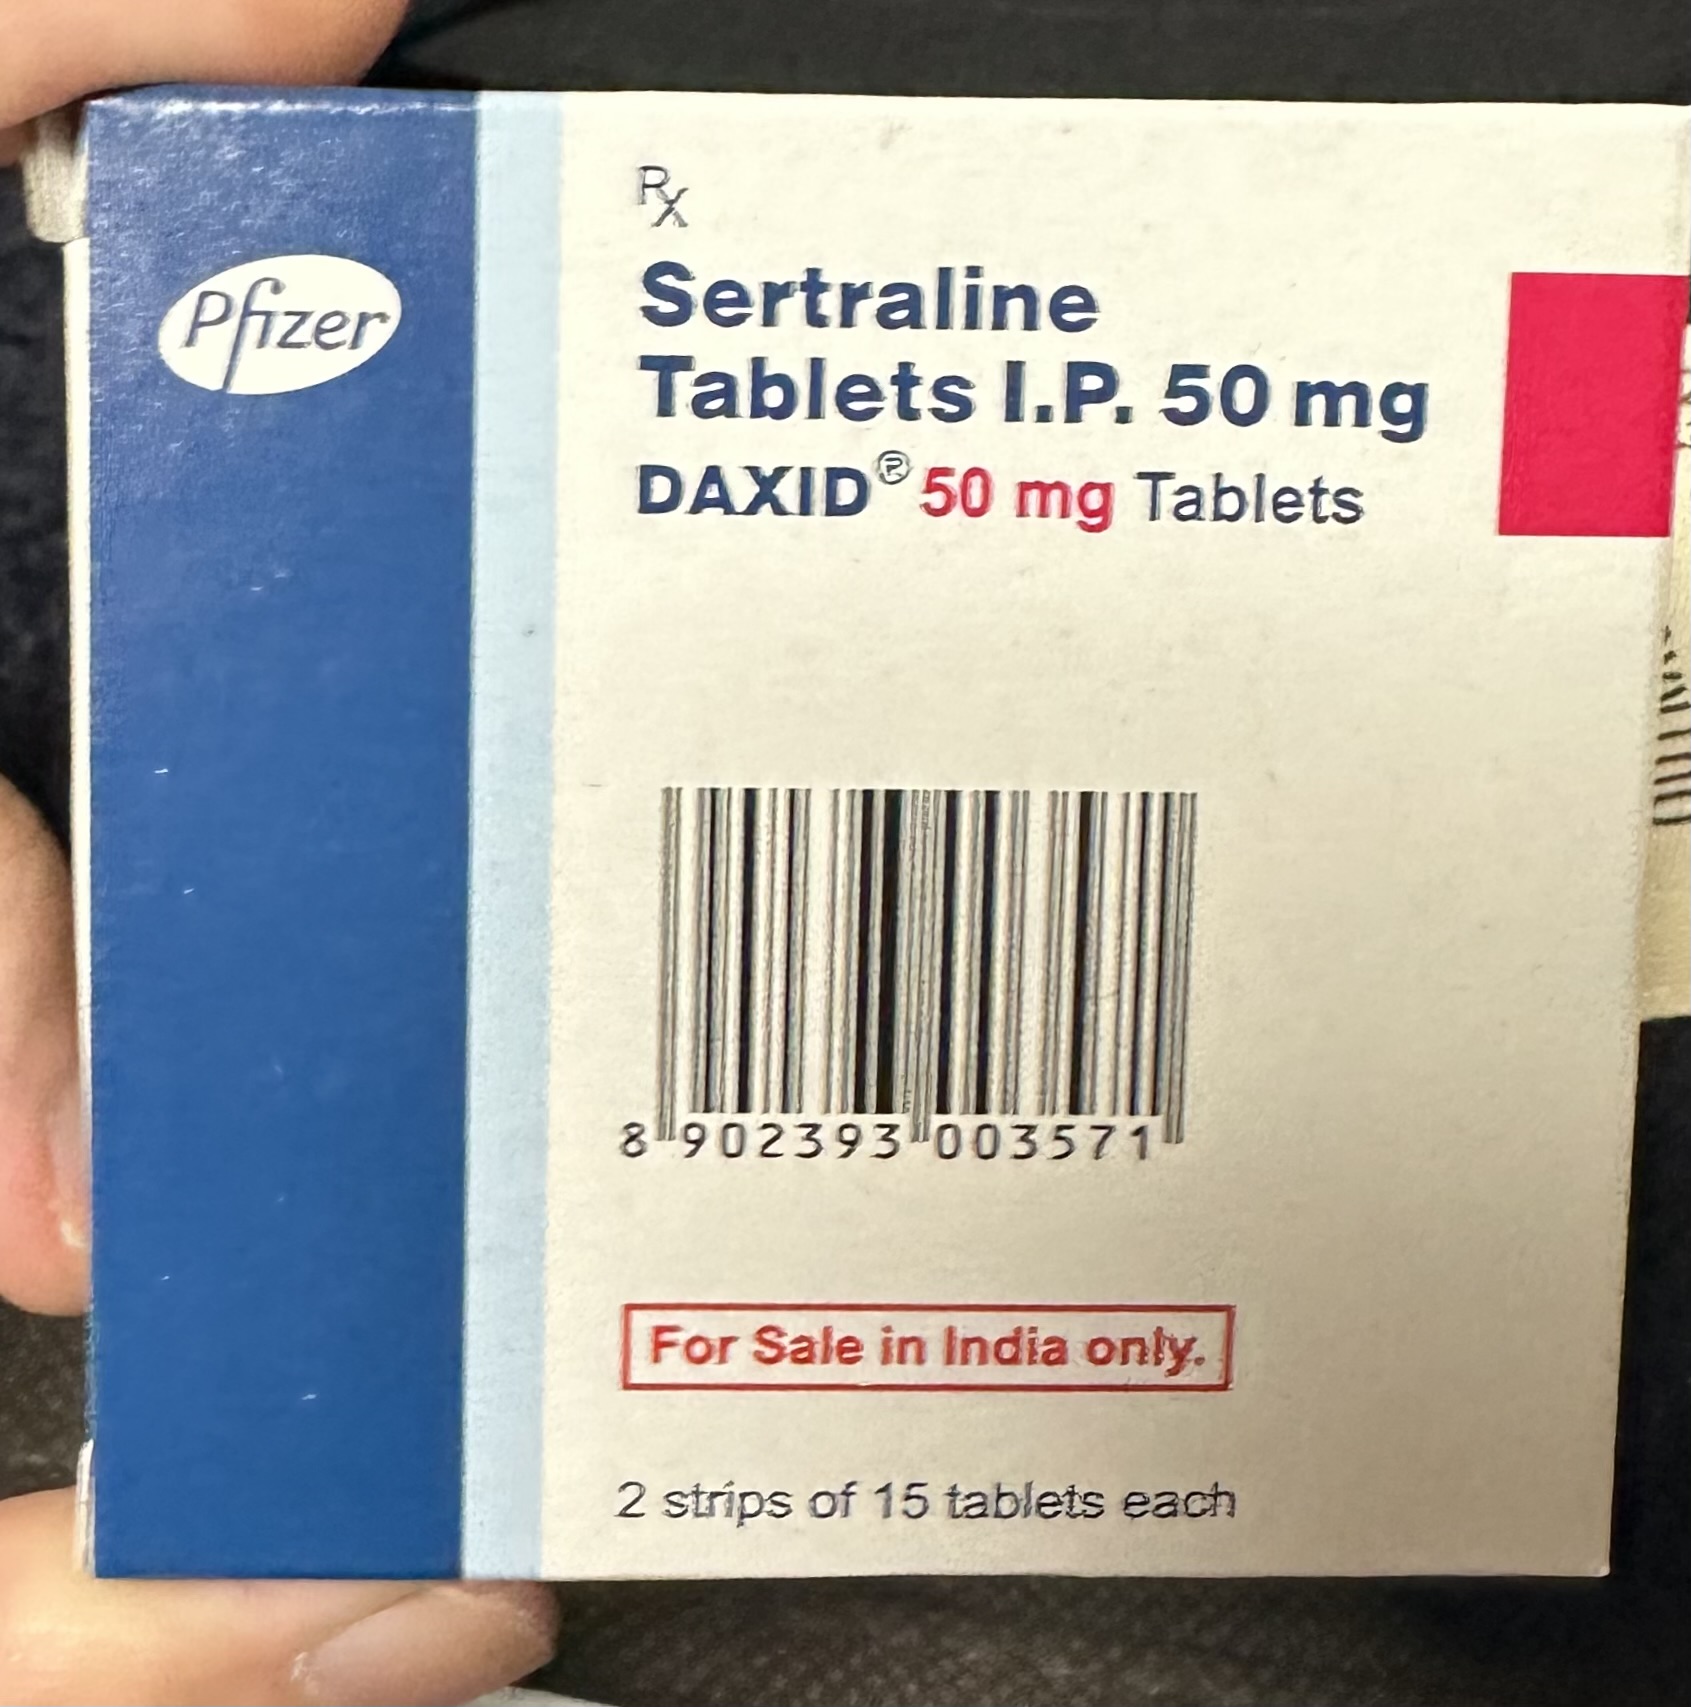 Pfizer
Rx
Sertraline
Tablets I.P. 50 mg
DAXID® 50 mg Tablets
8 902393 003571
For Sale in India only.
2 strips of 15 tablets each